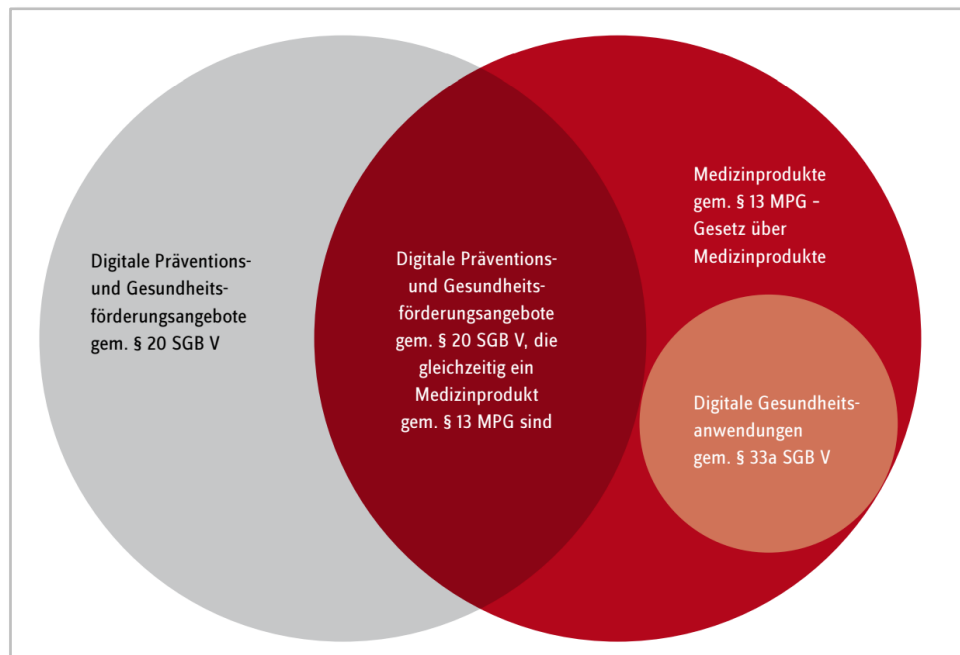 Digitale Präventions-
und Gesundheits-
förderungsangebote
gem. § 20 SGB V
Digitale Präventions-
und Gesundheits-
förderungsangebote
gem. § 20 SGB V, die
gleichzeitig ein
Medizinprodukt
gem. § 13 MPG sind
Medizinprodukte
gem. § 13 MPG –
Gesetz über
Medizinprodukte
Digitale Gesundheits-
anwendungen
gem. § 33a SGB V